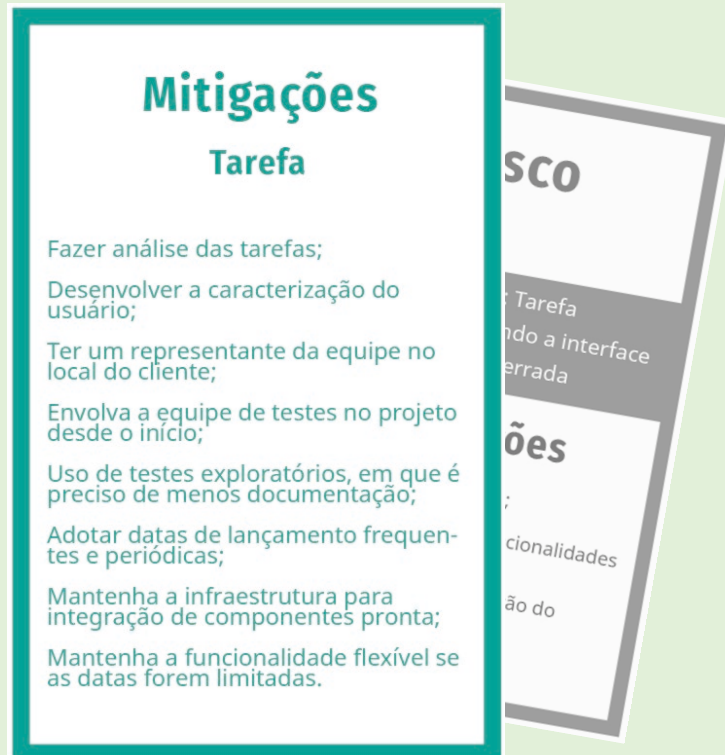 Mitigações
Tarefa
Fazer análise das tarefas;
Desenvolver a caracterização do
usuário;
Ter um representante da equipe no
local do cliente;
Envolva a equipe de testes no projeto
desde o início;
Uso de testes exploratórios, em que é
preciso de menos documentação;
Adotar datas de lançamento frequen-
tes e periódicas;
Mantenha a infraestrutura para
integração de componentes pronta;
Mantenha a funcionalidade flexível se
as datas forem limitadas.
sco
: Tarefa
ndo a interface
errada
ões
;
cionalidades
ão do